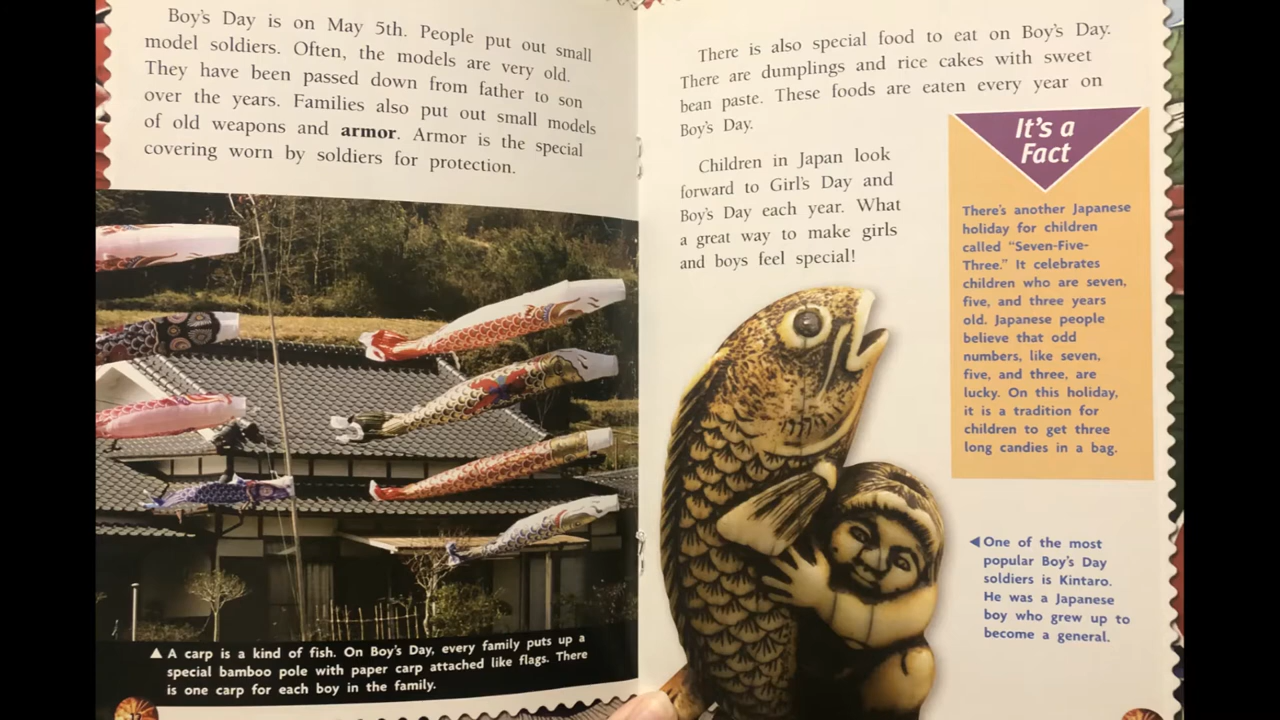 Boy's Day is on May 5th. People put out small
model soldiers. Often, the models are very old.
They have been passed down from father to son
over the years. Families also put out small models
of old weapons and armor. Armor is the special
covering worn by soldiers for protection.
▲ A carp is a kind of fish. On Boy's Day, every family puts up a
special bamboo pole with paper carp attached like flags. There
is one carp for each boy in the family.
There is also special food to eat on Boy's Day.
There are dumplings and rice cakes with sweet
bean paste. These foods are eaten every year on
Boy's Day.
Children in Japan look
forward to Girl's Day and
Boy's Day each year. What
a great way to make girls
and boys feel special!
It's a
Fact
There's another Japanese
holiday for children
called "Seven-Five-
Three." It celebrates
children who are seven,
five, and three years
old. Japanese people
believe that odd
numbers, like seven,
five, and three, are
lucky. On this holiday,
it is a tradition for
children to get three
long candies in a bag.
◀ One of the most
popular Boy's Day
soldiers is Kintaro.
He was a Japanese
boy who grew up to
become a general.